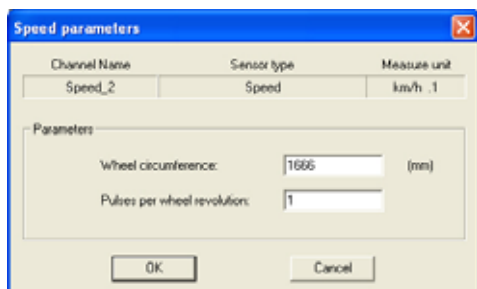 Speed parameters
Channel Name Sensor type Measure unit
Speed_2 Speed km/h .1
Parameters
Wheel circumference: 1666 (mm)
Pulses per wheel revolution: 1
OK Cancel